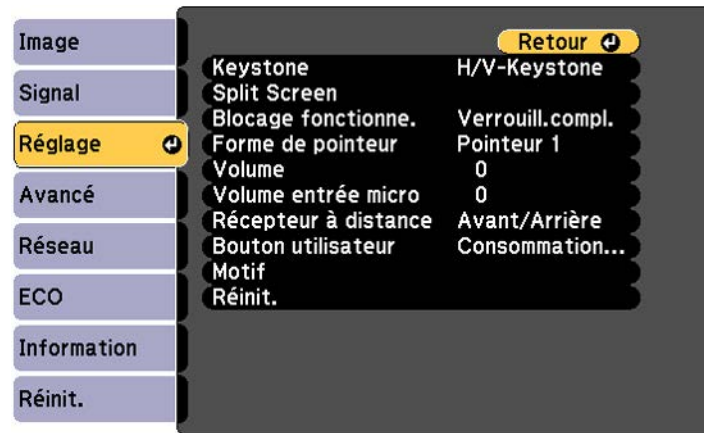 Image
Signal
Réglage
Avancé
Réseau
ECO
Information
Réinit.
Retour
Keystone H/V-Keystone
Split Screen
Blocage fonctionne. Verrouill.compl.
Forme de pointeur Pointeur 1
Volume 0
Volume entrée micro 0
Récepteur à distance Avant/Arrière
Bouton utilisateur Consommation...
Motif
Réinit.